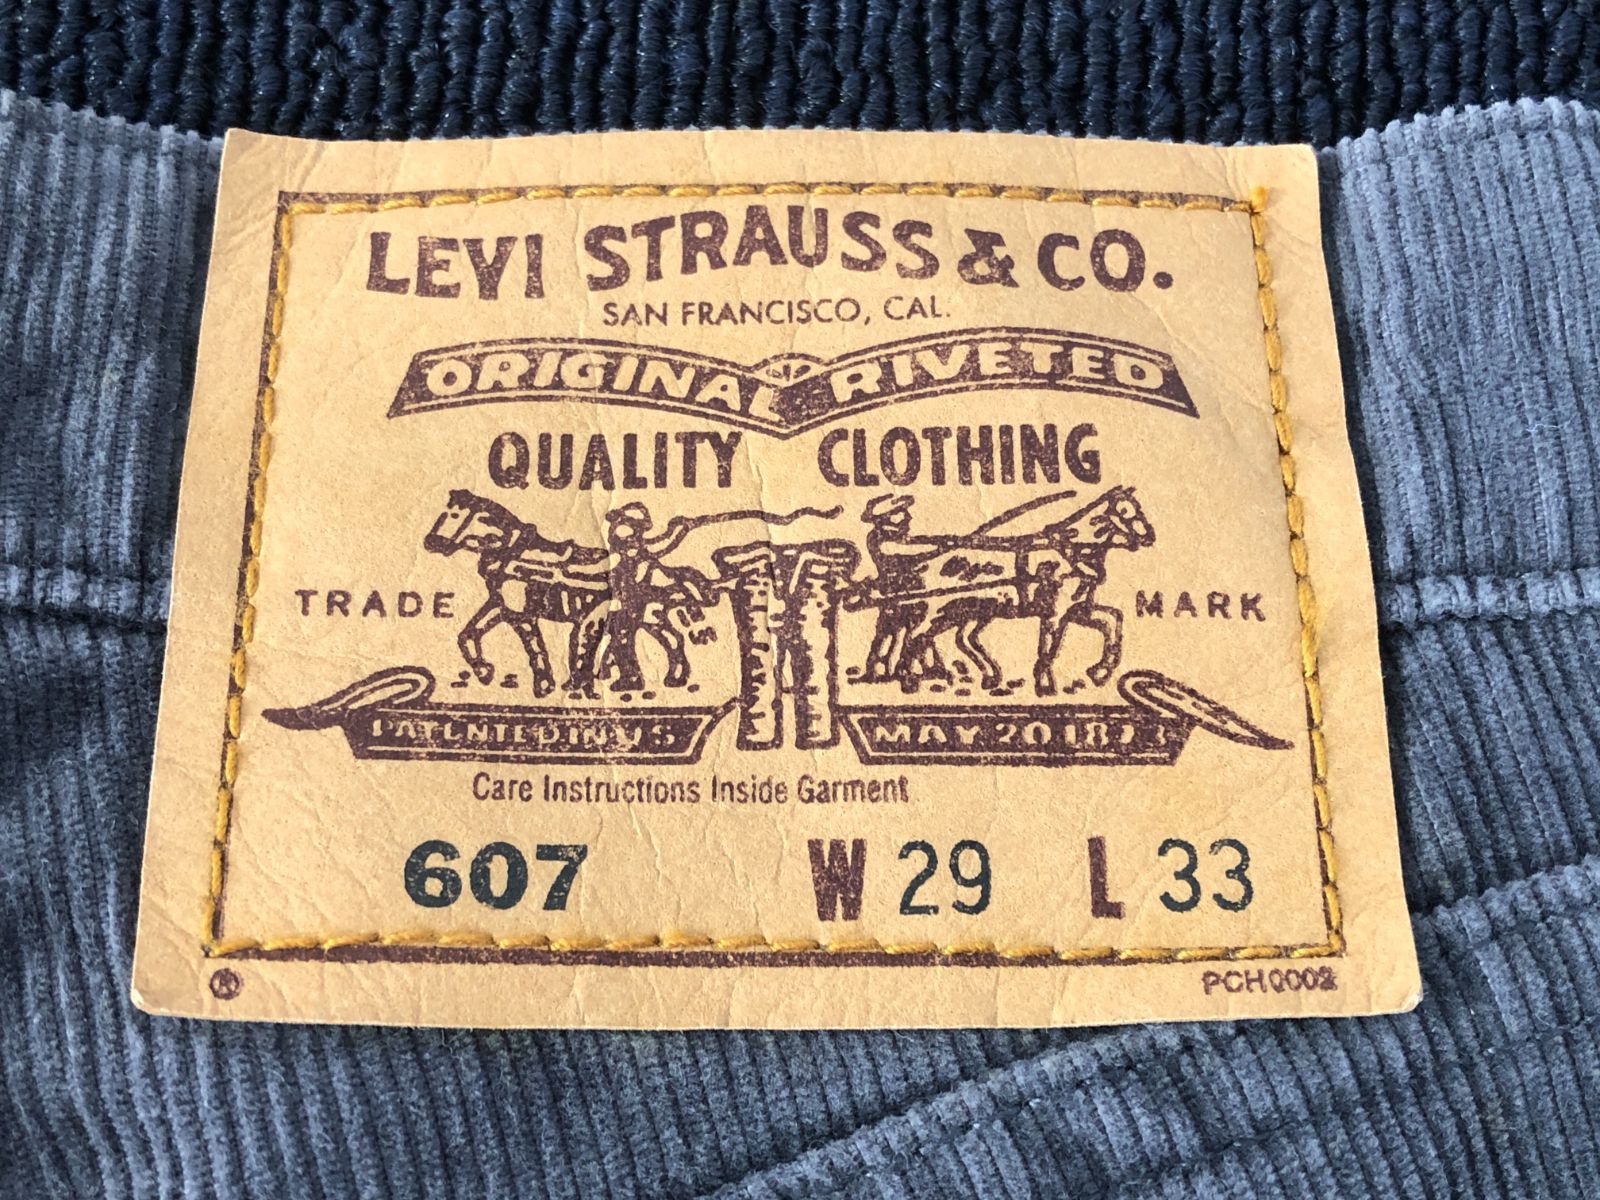 LEVI STRAUSS & CO.
SAN FRANCISCO, CAL.
ORIGINAL RIVETED
QUALITY CLOTHING
TRADE MARK
PATENTED IN US MAY 20 1873
Care Instructions Inside Garment
607 W 29 L 33
® PCH0002